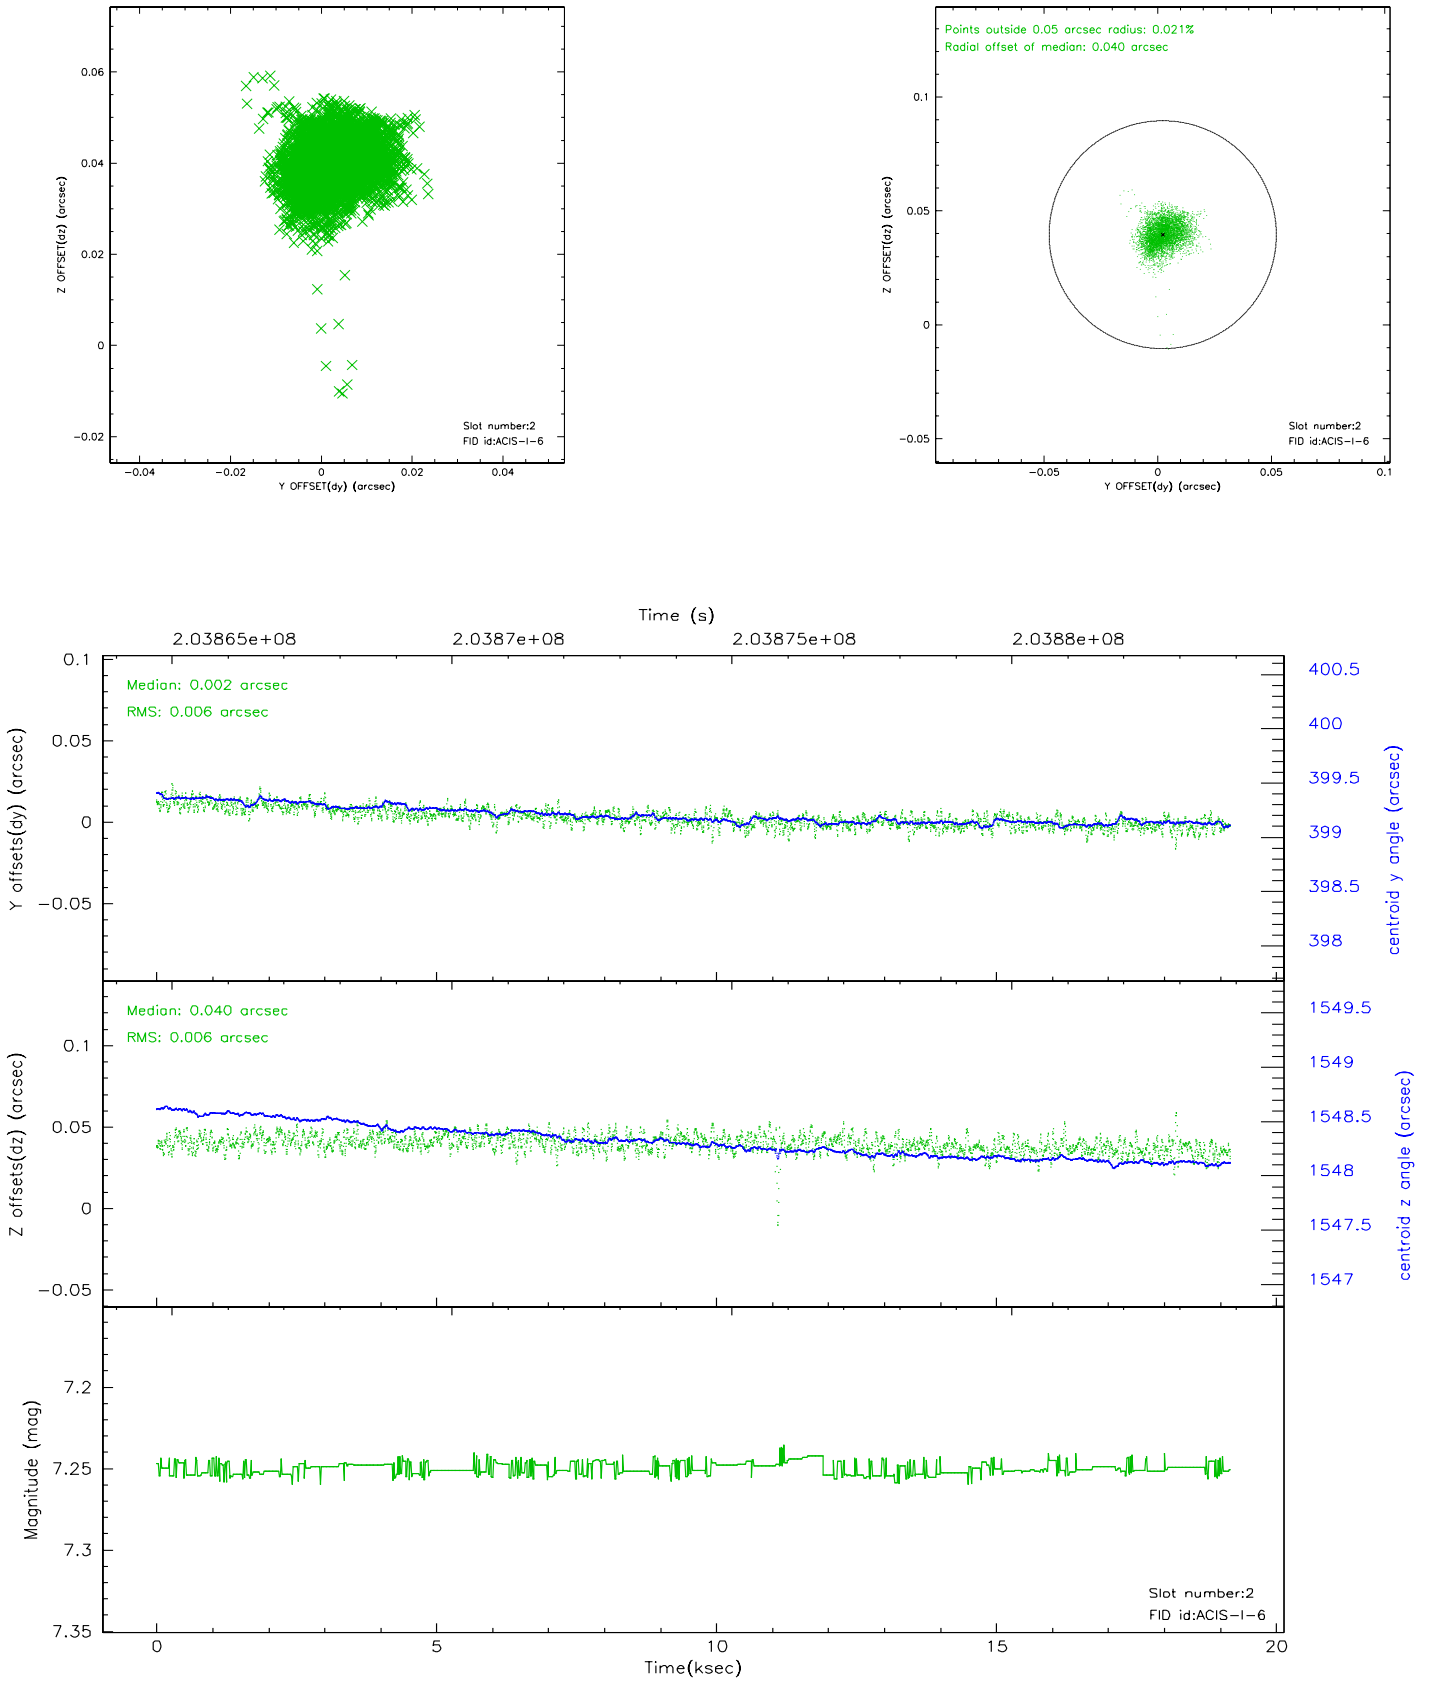 0.06
0.04
0.02
0
−0.02
Z OFFSET(dz) (arcsec)
−0.04
−0.02
0
0.02
0.04
Y OFFSET(dy) (arcsec)
Slot number:2
FID id:ACIS−I−6
Points outside 0.05 arcsec radius: 0.021%
Radial offset of median: 0.040 arcsec
0.1
0.05
0
−0.05
Z OFFSET(dz) (arcsec)
−0.05
0
0.05
0.1
Y OFFSET(dy) (arcsec)
Slot number:2
FID id:ACIS−I−6
Time (s)
2.03865e+08
2.0387e+08
2.03875e+08
2.0388e+08
Median: 0.002 arcsec
RMS: 0.006 arcsec
0.1
0.05
0
−0.05
Y offsets(dy) (arcsec)
400.5
400
399.5
399
398.5
398
centroid y angle (arcsec)
Median: 0.040 arcsec
RMS: 0.006 arcsec
0.1
0.05
0
−0.05
Z offsets(dz) (arcsec)
1549.5
1549
1548.5
1548
1547.5
1547
centroid z angle (arcsec)
7.2
7.25
7.3
7.35
Magnitude (mag)
Slot number:2
FID id:ACIS−I−6
0
5
10
15
20
Time(ksec)